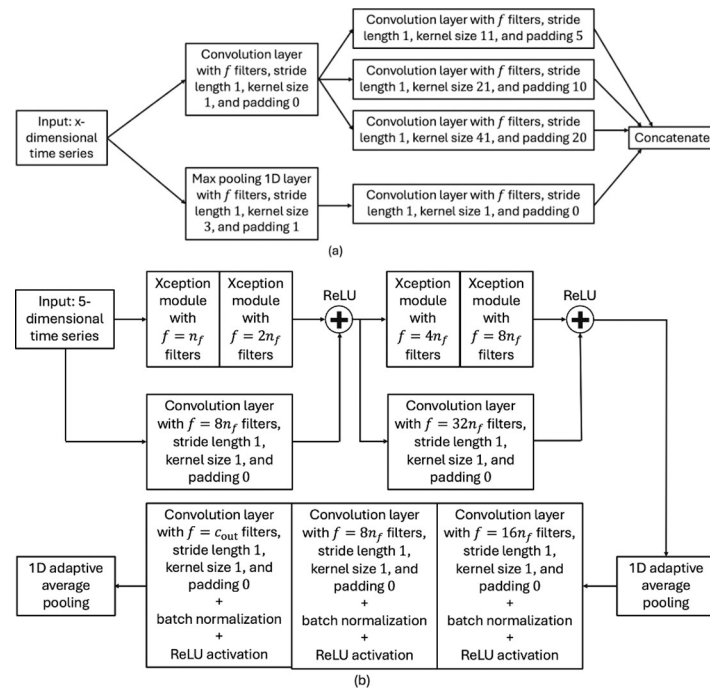 Input: x-
dimensional
time series
Convolution layer
with f filters, stride
length 1, kernel size
1, and padding 0
Max pooling 1D layer
with f filters, stride
length 1, kernel size
3, and padding 1
Convolution layer with f filters, stride
length 1, kernel size 11, and padding 5
Convolution layer with f filters, stride
length 1, kernel size 21, and padding 10
Convolution layer with f filters, stride
length 1, kernel size 41, and padding 20
Convolution layer with f filters, stride
length 1, kernel size 1, and padding 0
Concatenate
(a)
Input: 5-
dimensional
time series
Xception
module
with
f = n_f
filters
Xception
module
with
f = 2n_f
filters
ReLU
+
Convolution layer
with f = 8n_f filters,
stride length 1,
kernel size 1, and
padding 0
Xception
module
with
f = 4n_f
filters
Xception
module
with
f = 8n_f
filters
ReLU
+
Convolution layer
with f = 32n_f filters,
stride length 1,
kernel size 1, and
padding 0
1D adaptive
average
pooling
Convolution layer
with f = c_out filters,
stride length 1,
kernel size 1, and
padding 0
+
batch normalization
+
ReLU activation
Convolution layer
with f = 8n_f filters,
stride length 1,
kernel size 1, and
padding 0
+
batch normalization
+
ReLU activation
Convolution layer
with f = 16n_f filters,
stride length 1,
kernel size 1, and
padding 0
+
batch normalization
+
ReLU activation
1D adaptive
average
pooling
(b)